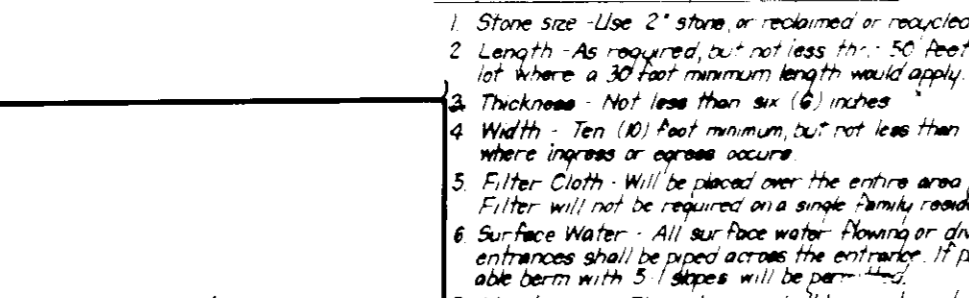 1. Stone size - Use 2" stone, or reclaimed or recycled
2 Length - As required, but not less than 50 feet
lot where a 30 foot minimum length would apply.
3. Thickness - Not less than six (6) inches
4 Width - Ten (10) foot minimum, but not less than
where ingress or egress occurs.
5. Filter Cloth - Will be placed over the entire area
Filter will not be required on a single family
6. Surface Water - All surface water flowing or
entrances shall be piped across the entrance. If
able berm with 5:1 slopes will be permitted.